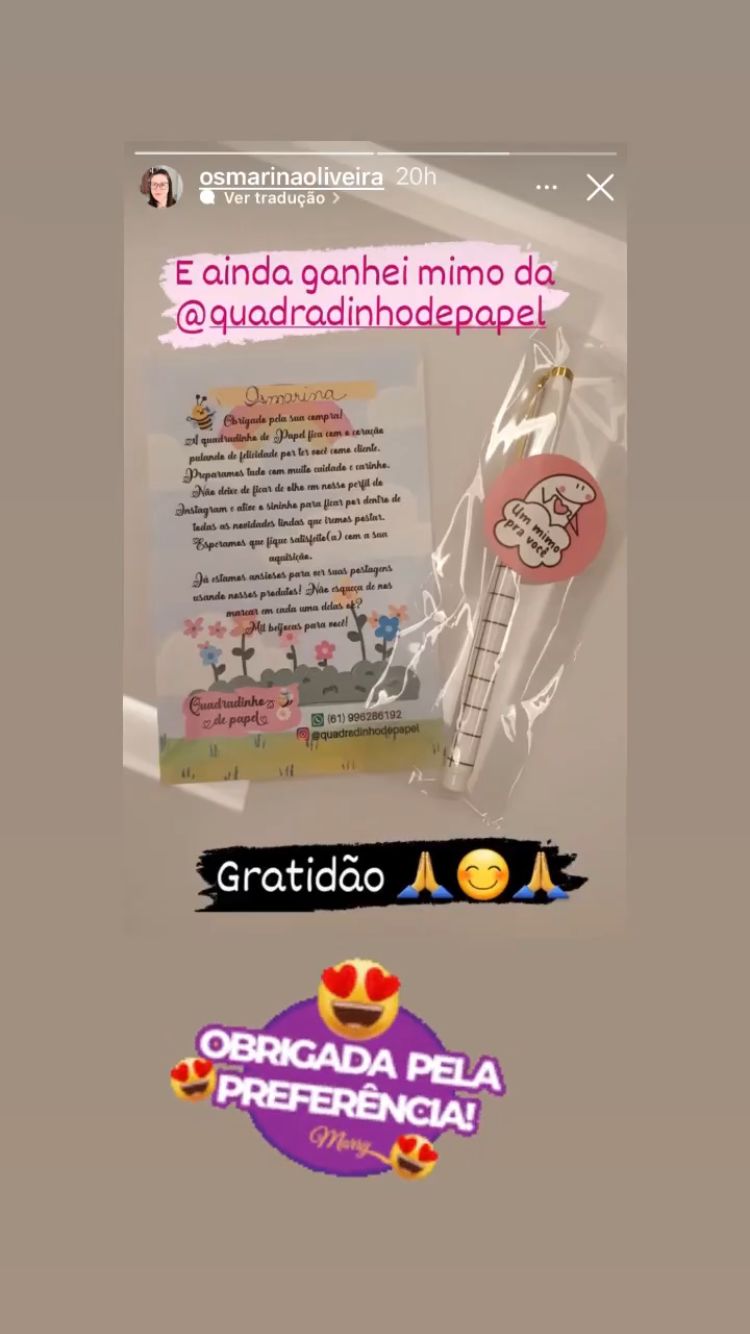 osmarinaoliveira 20h
Ver tradução
E ainda ganhei mimo da
@quadradinhodepapel
Osmarina
Obrigado pela sua compra!
A quadradinho de Papel fica com o coração
pulando de felicidade por ter você como cliente.
Preparamos tudo com muito cuidado e carinho.
Não deixe de ficar de olho em nosso perfil do
Instagram e ative o sininho para ficar por dentro de
todas as novidades lindas que iremos postar.
Esperamos que fique satisfeito(a) com a sua
aquisição.
Já estamos ansiosos para ver suas postagens
usando nossos produtos! Não esqueça de nos
marcar em cada uma delas ok?
Mil beijocas para você!
Quadradinho
de papel
(61) 996286192
@quadradinhodepapel
Um mimo
pra você
Gratidão
OBRIGADA PELA
PREFERÊNCIA!